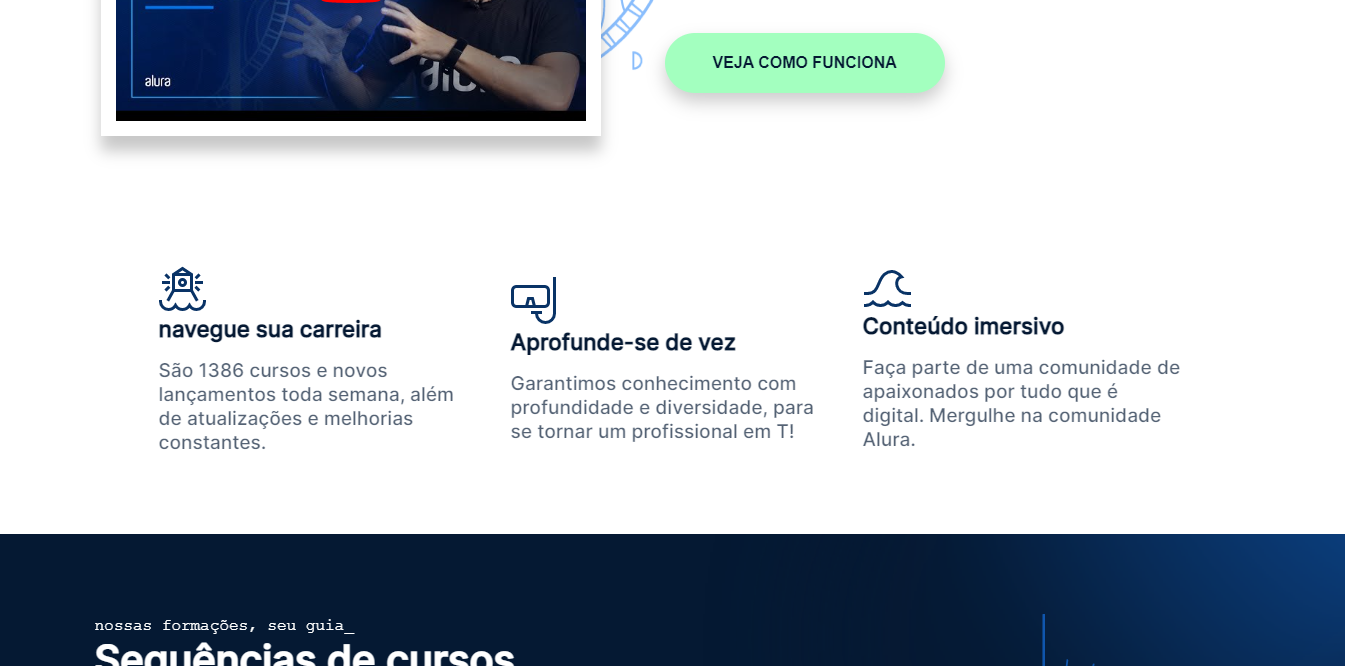 alura
VEJA COMO FUNCIONA
navegue sua carreira
São 1386 cursos e novos
lançamentos toda semana, além
de atualizações e melhorias
constantes.
Aprofunde-se de vez
Garantimos conhecimento com
profundidade e diversidade, para
se tornar um profissional em T!
Conteúdo imersivo
Faça parte de uma comunidade de
apaixonados por tudo que é
digital. Mergulhe na comunidade
Alura.
nossas formações, seu guia_
Sequências de cursos